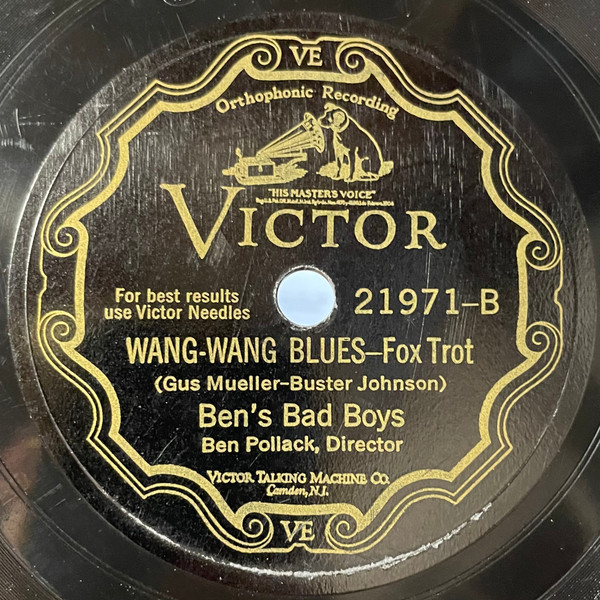 VE
Orthophonic Recording
"HIS MASTER'S VOICE"
VICTOR
For best results
use Victor Needles
21971-B
WANG-WANG BLUES—Fox Trot
(Gus Mueller-Buster Johnson)
Ben's Bad Boys
Ben Pollack, Director
VICTOR TALKING MACHINE CO.
Camden, N.J.
VE